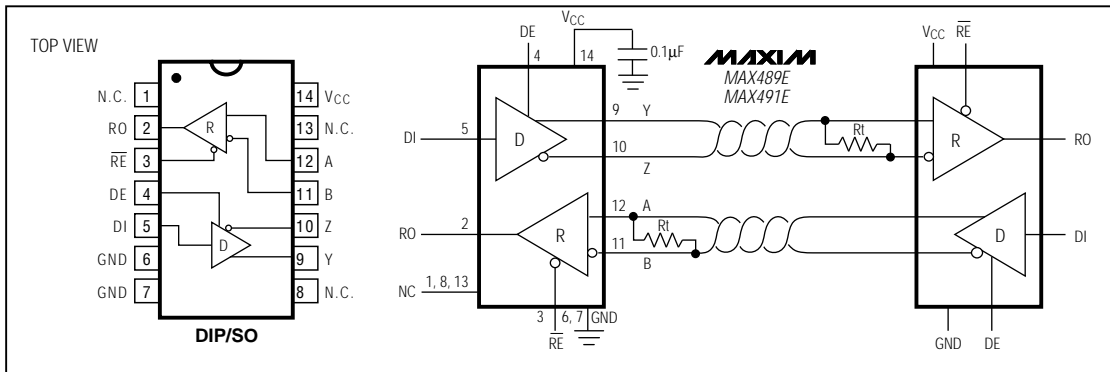 TOP VIEW
N.C. 1
RO 2
RE 3
DE 4
DI 5
GND 6
GND 7
14 VCC
13 N.C.
12 A
11 B
10 Z
9 Y
8 N.C.
R
D
DIP/SO
DE
4
VCC
14
0.1µF
MAXIM
MAX489E
MAX491E
VCC
RE
DI 5
D
9 Y
10
Z
Rt
R
RO
RO 2
R
12 A
11
B
Rt
D
DI
NC 1, 8, 13
3
RE
6, 7 GND
GND
DE